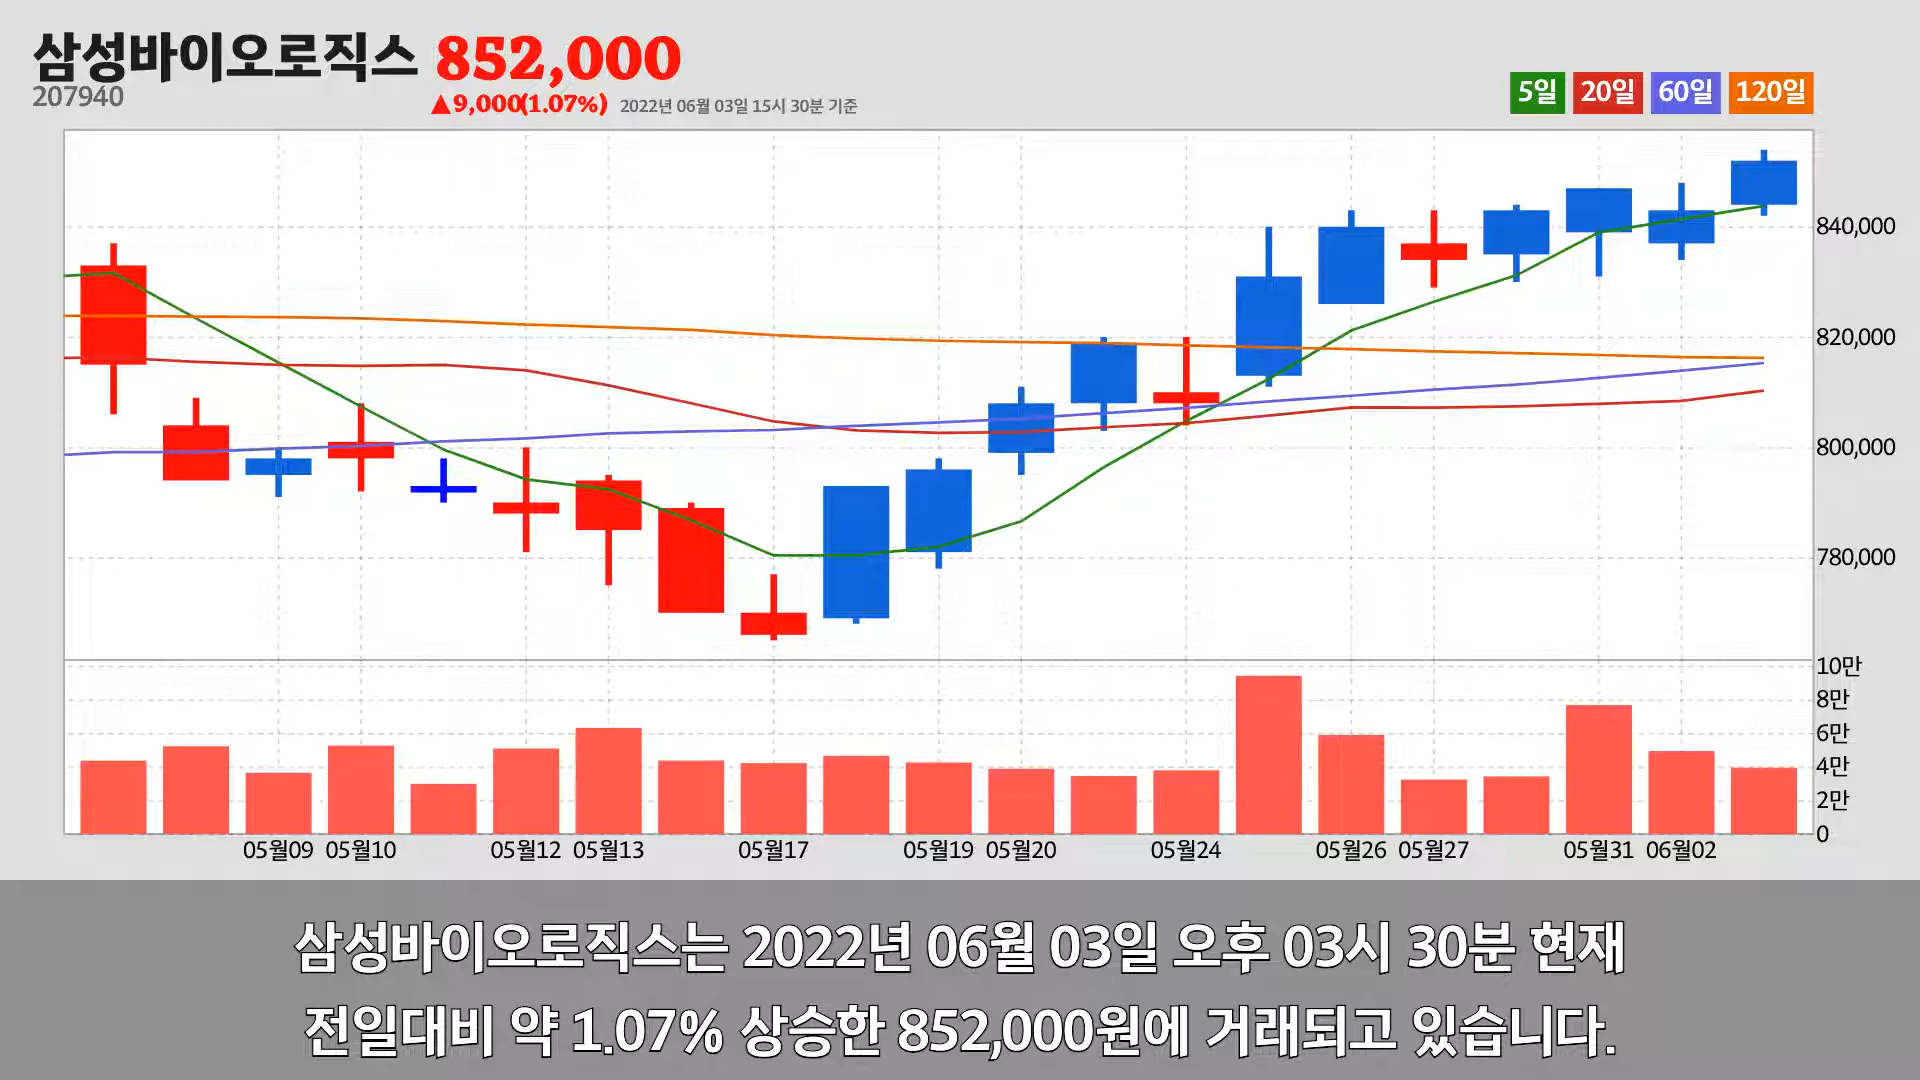 삼성바이오로직스 852,000
207940 ▲9,000(1.07%) 2022년 06월 03일 15시 30분 기준
5일 20일 60일 120일
840,000
820,000
800,000
780,000
10만
8만
6만
4만
2만
0
05월09 05월10 05월12 05월13 05월17 05월19 05월20 05월24 05월26 05월27 05월31 06월02
삼성바이오로직스는 2022년 06월 03일 오후 03시 30분 현재
전일대비 약 1.07% 상승한 852,000원에 거래되고 있습니다.